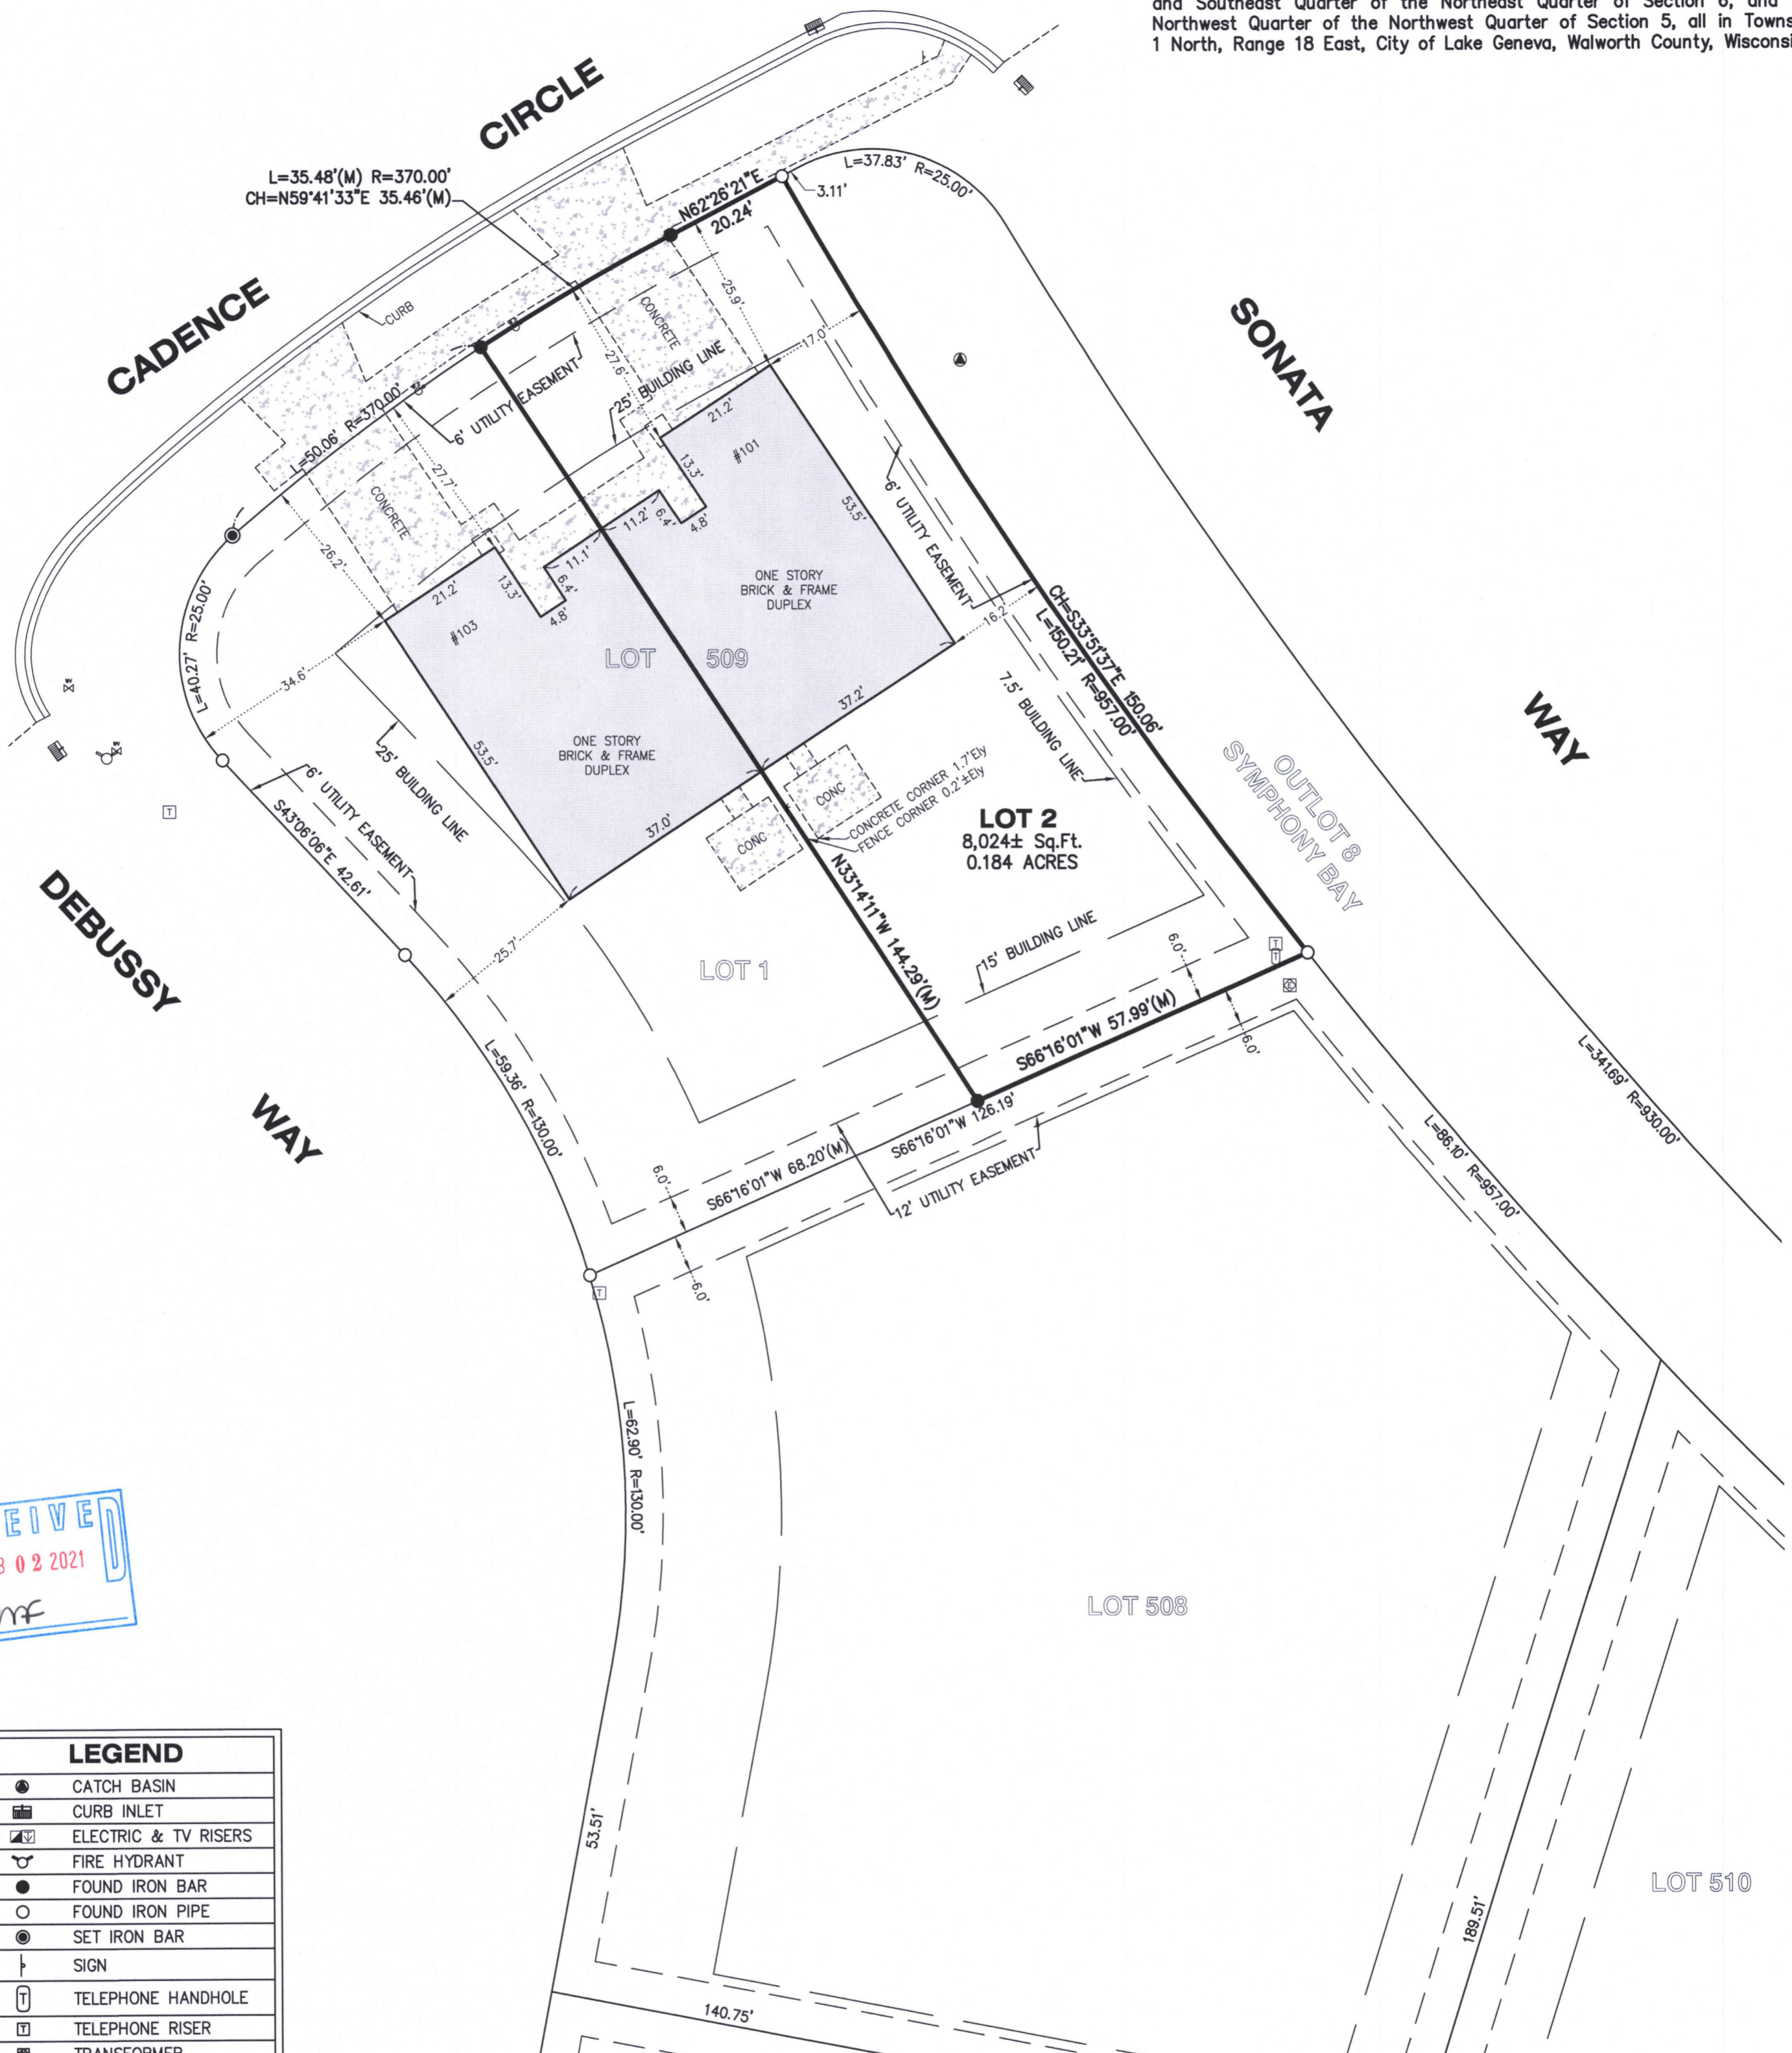 and Southeast Quarter of the Northeast Quarter of Section 6, and
Northwest Quarter of the Northwest Quarter of Section 5, all in Towns
1 North, Range 18 East, City of Lake Geneva, Walworth County, Wisconsi
CADENCE CIRCLE
L=35.48'(M) R=370.00'
CH=N59°41'33"E 35.46'(M)
N62°26'21"E
20.24'
3.11'
L=37.83' R=25.00'
SONATA WAY
CURB
CONCRETE
25.9'
17.0'
27.6'
25' BUILDING LINE
6' UTILITY EASEMENT
L=50.06' R=370.00'
27.7'
CONCRETE
26.2'
21.2'
#101
13.3'
4.8'
6.4'
11.2'
53.5'
11.1'
6.4'
4.8'
13.3'
21.2'
#103
ONE STORY
BRICK & FRAME
DUPLEX
6' UTILITY EASEMENT
16.2'
CH=S33°51'37"E 150.06'
L=150.21' R=957.00'
L=40.27' R=25.00'
34.6'
LOT 509
37.2'
7.5' BUILDING LINE
ONE STORY
BRICK & FRAME
DUPLEX
53.5'
37.0'
25' BUILDING LINE
6' UTILITY EASEMENT
S43°06'06"E 42.61'
CONC
CONC
CONCRETE CORNER 1.7'Ely
FENCE CORNER 0.2'±Ely
LOT 2
8,024± Sq.Ft.
0.184 ACRES
OUTLOT 8
SYMPHONY BAY
DEBUSSY WAY
25.7'
LOT 1
N33°14'11"W 144.29'(M)
15' BUILDING LINE
6.0'
T
T
E
S66°16'01"W 57.99'(M)
6.0'
L=59.36' R=130.00'
S66°16'01"W 126.19'
S66°16'01"W 68.20'(M)
12' UTILITY EASEMENT
6.0'
6.0'
T
T
L=341.69' R=930.00'
L=86.10' R=957.00'
L=62.90' R=130.00'
LOT 508
53.51'
140.75'
189.51'
LOT 510
EIVED
02 2021
LEGEND
CATCH BASIN
CURB INLET
ELECTRIC & TV RISERS
FIRE HYDRANT
FOUND IRON BAR
FOUND IRON PIPE
SET IRON BAR
SIGN
T TELEPHONE HANDHOLE
T TELEPHONE RISER
TRANSFORMER